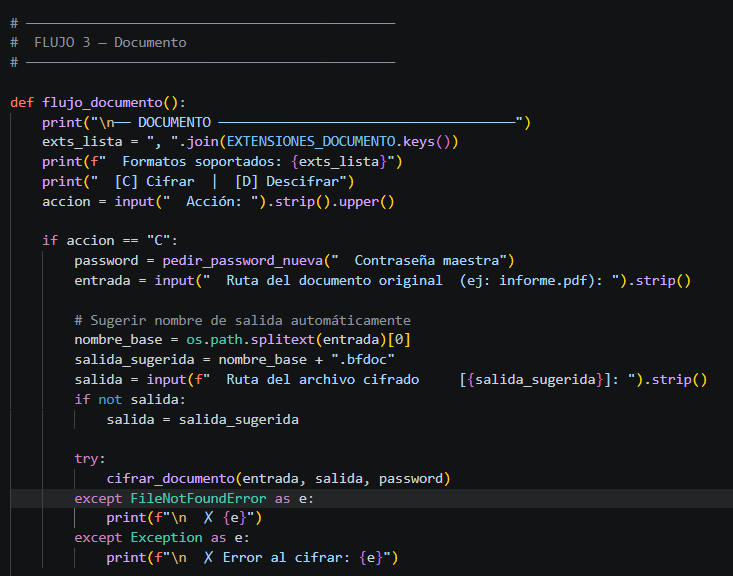 # ──────────────────────────────────────────────
#  FLUJO 3 — Documento
# ──────────────────────────────────────────────

def flujo_documento():
    print("\n── DOCUMENTO ─────────────────────────────────────")
    exts_lista = ", ".join(EXTENSIONES_DOCUMENTO.keys())
    print(f"  Formatos soportados: {exts_lista}")
    print("  [C] Cifrar  |  [D] Descifrar")
    accion = input("  Acción: ").strip().upper()

    if accion == "C":
        password = pedir_password_nueva("  Contraseña maestra")
        entrada = input("  Ruta del documento original  (ej: informe.pdf): ").strip()

        # Sugerir nombre de salida automáticamente
        nombre_base = os.path.splitext(entrada)[0]
        salida_sugerida = nombre_base + ".bfdoc"
        salida = input(f"  Ruta del archivo cifrado     [{salida_sugerida}]: ").strip()
        if not salida:
            salida = salida_sugerida

        try:
            cifrar_documento(entrada, salida, password)
        except FileNotFoundError as e:
            print(f"\n  ✗ {e}")
        except Exception as e:
            print(f"\n  ✗ Error al cifrar: {e}")